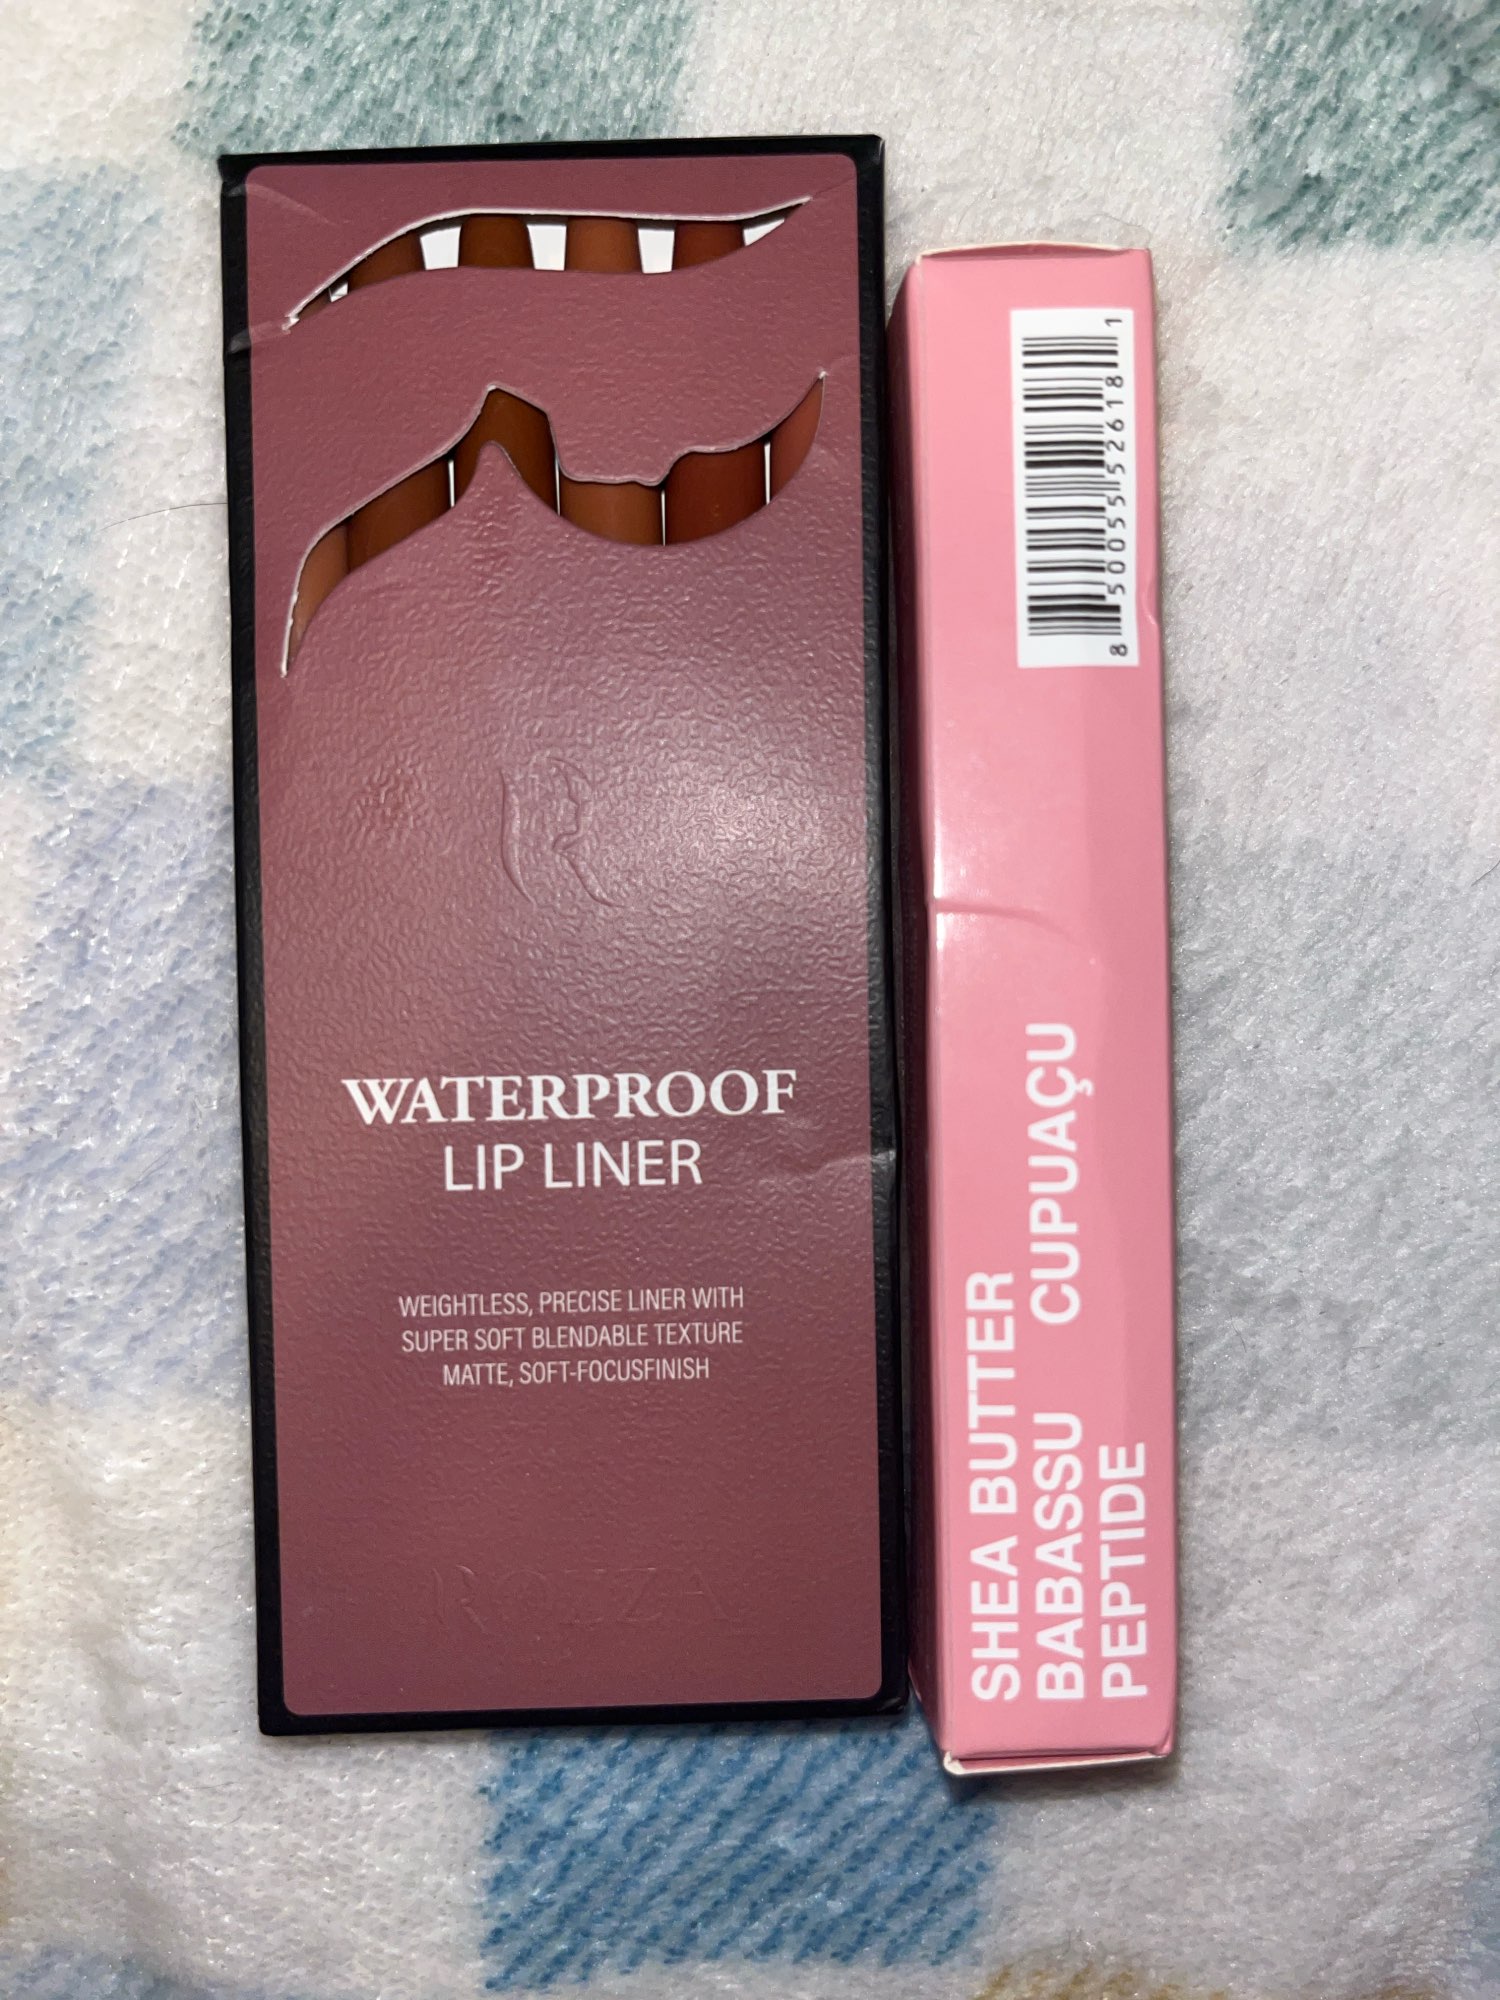 WATERPROOF
LIP LINER
WEIGHTLESS, PRECISE LINER WITH
SUPER SOFT BLENDABLE TEXTURE
MATTE, SOFT-FOCUSFINISH
ROUZA
8 50055 52618 1
SHEA BUTTER
BABASSU CUPUAÇU
PEPTIDE